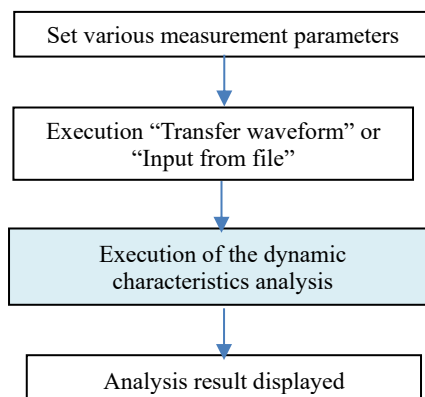 Set various measurement parameters
Execution “Transfer waveform” or
“Input from file”
Execution of the dynamic
characteristics analysis
Analysis result displayed